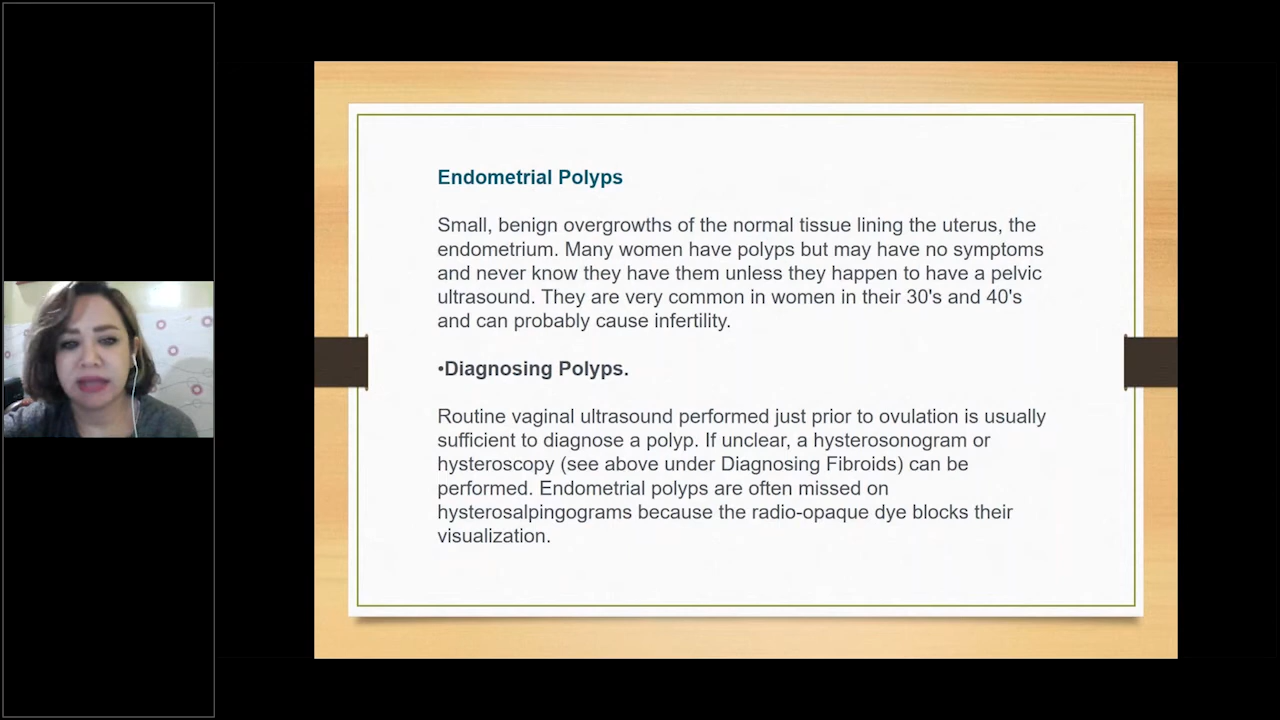 Endometrial Polyps
Small, benign overgrowths of the normal tissue lining the uterus, the
endometrium. Many women have polyps but may have no symptoms
and never know they have them unless they happen to have a pelvic
ultrasound. They are very common in women in their 30's and 40's
and can probably cause infertility.
•Diagnosing Polyps.
Routine vaginal ultrasound performed just prior to ovulation is usually
sufficient to diagnose a polyp. If unclear, a hysterosonogram or
hysteroscopy (see above under Diagnosing Fibroids) can be
performed. Endometrial polyps are often missed on
hysterosalpingograms because the radio-opaque dye blocks their
visualization.